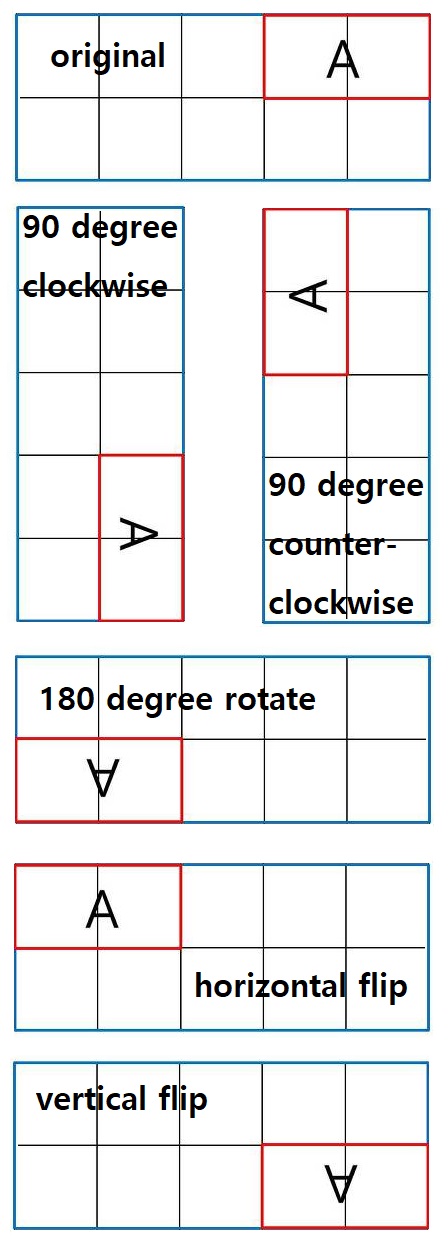 original A
90 degree
clockwise
A
A
90 degree
counter-
clockwise
180 degree rotate
A
A
horizontal flip
vertical flip
A